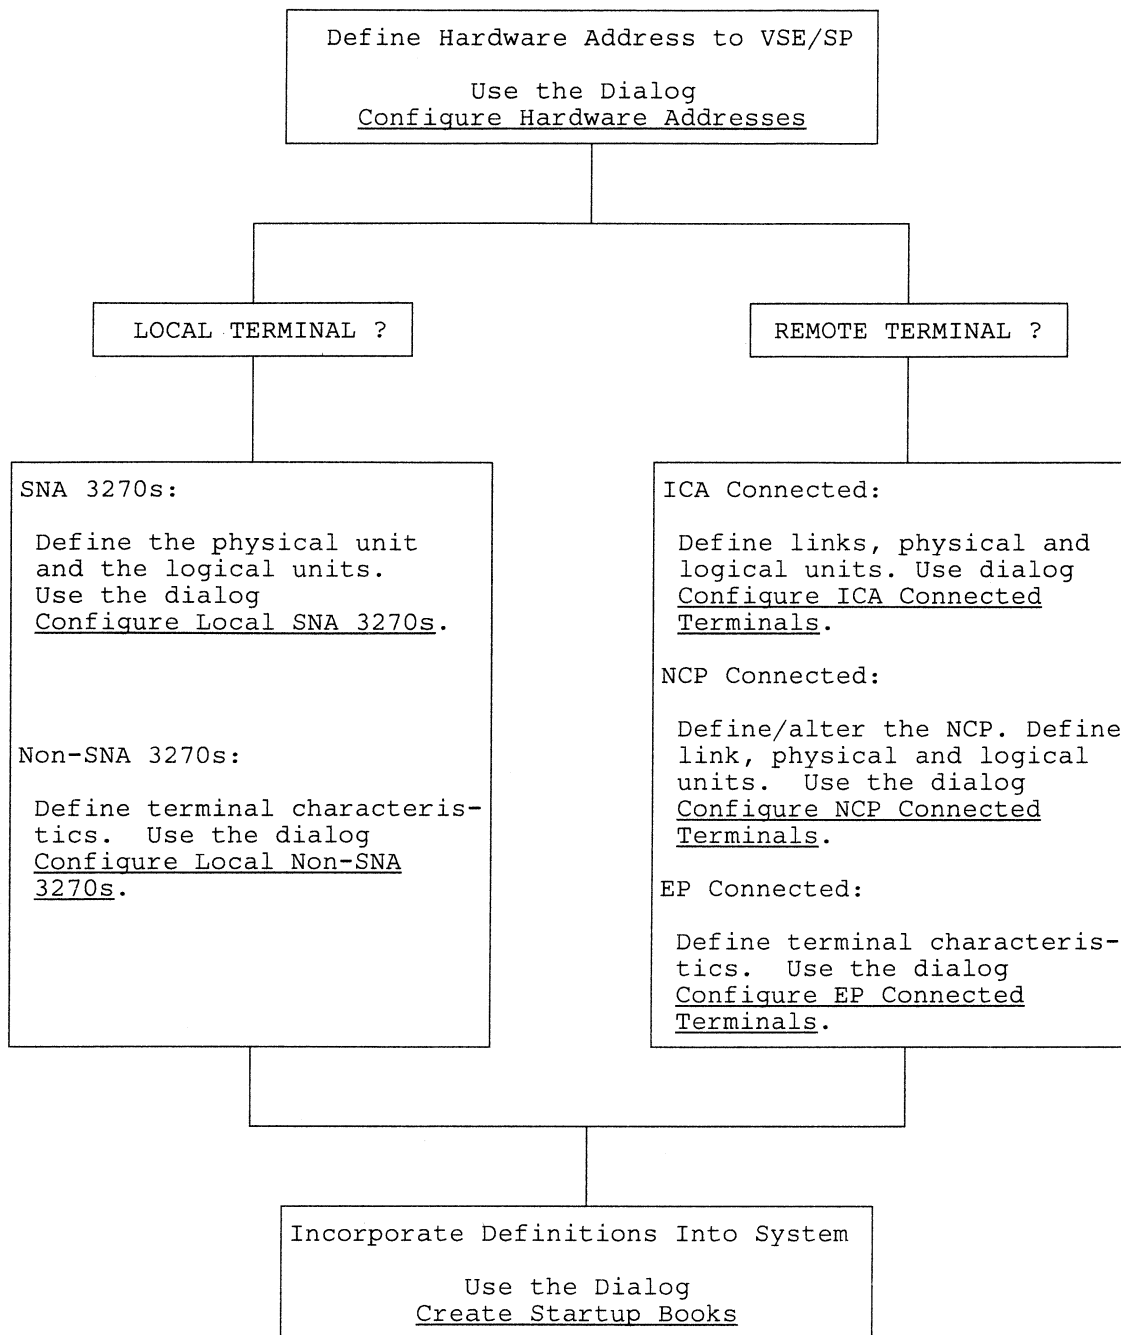 Define Hardware Address to VSE/SP
Use the Dialog
Configure Hardware Addresses
LOCAL TERMINAL ?
REMOTE TERMINAL ?
SNA 3270s:
Define the physical unit
and the logical units.
Use the dialog
Configure Local SNA 3270s.
Non-SNA 3270s:
Define terminal characteris-
tics.  Use the dialog
Configure Local Non-SNA
3270s.
ICA Connected:
Define links, physical and
logical units. Use dialog
Configure ICA Connected
Terminals.
NCP Connected:
Define/alter the NCP. Define
link, physical and logical
units.  Use the dialog
Configure NCP Connected
Terminals.
EP Connected:
Define terminal characteris-
tics.  Use the dialog
Configure EP Connected
Terminals.
Incorporate Definitions Into System
Use the Dialog
Create Startup Books